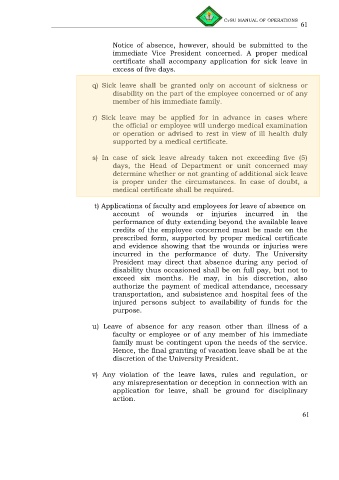 CvSU MANUAL OF OPERATIONS
61
Notice of absence, however, should be submitted to the
immediate Vice President concerned. A proper medical
certificate shall accompany application for sick leave in
excess of five days.
q) Sick leave shall be granted only on account of sickness or
disability on the part of the employee concerned or of any
member of his immediate family.
r) Sick leave may be applied for in advance in cases where
the official or employee will undergo medical examination
or operation or advised to rest in view of ill health duly
supported by a medical certificate.
s) In case of sick leave already taken not exceeding five (5)
days, the Head of Department or unit concerned may
determine whether or not granting of additional sick leave
is proper under the circumstances. In case of doubt, a
medical certificate shall be required.
t) Applications of faculty and employees for leave of absence on
account of wounds or injuries incurred in the
performance of duty extending beyond the available leave
credits of the employee concerned must be made on the
prescribed form, supported by proper medical certificate
and evidence showing that the wounds or injuries were
incurred in the performance of duty. The University
President may direct that absence during any period of
disability thus occasioned shall be on full pay, but not to
exceed six months. He may, in his discretion, also
authorize the payment of medical attendance, necessary
transportation, and subsistence and hospital fees of the
injured persons subject to availability of funds for the
purpose.
u) Leave of absence for any reason other than illness of a
faculty or employee or of any member of his immediate
family must be contingent upon the needs of the service.
Hence, the final granting of vacation leave shall be at the
discretion of the University President.
v) Any violation of the leave laws, rules and regulation, or
any misrepresentation or deception in connection with an
application for leave, shall be ground for disciplinary
action.
61